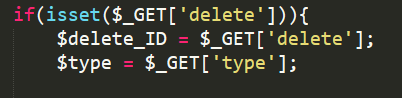 if(isset($_GET['delete'])){
    $delete_ID = $_GET['delete'];
    $type = $_GET['type'];